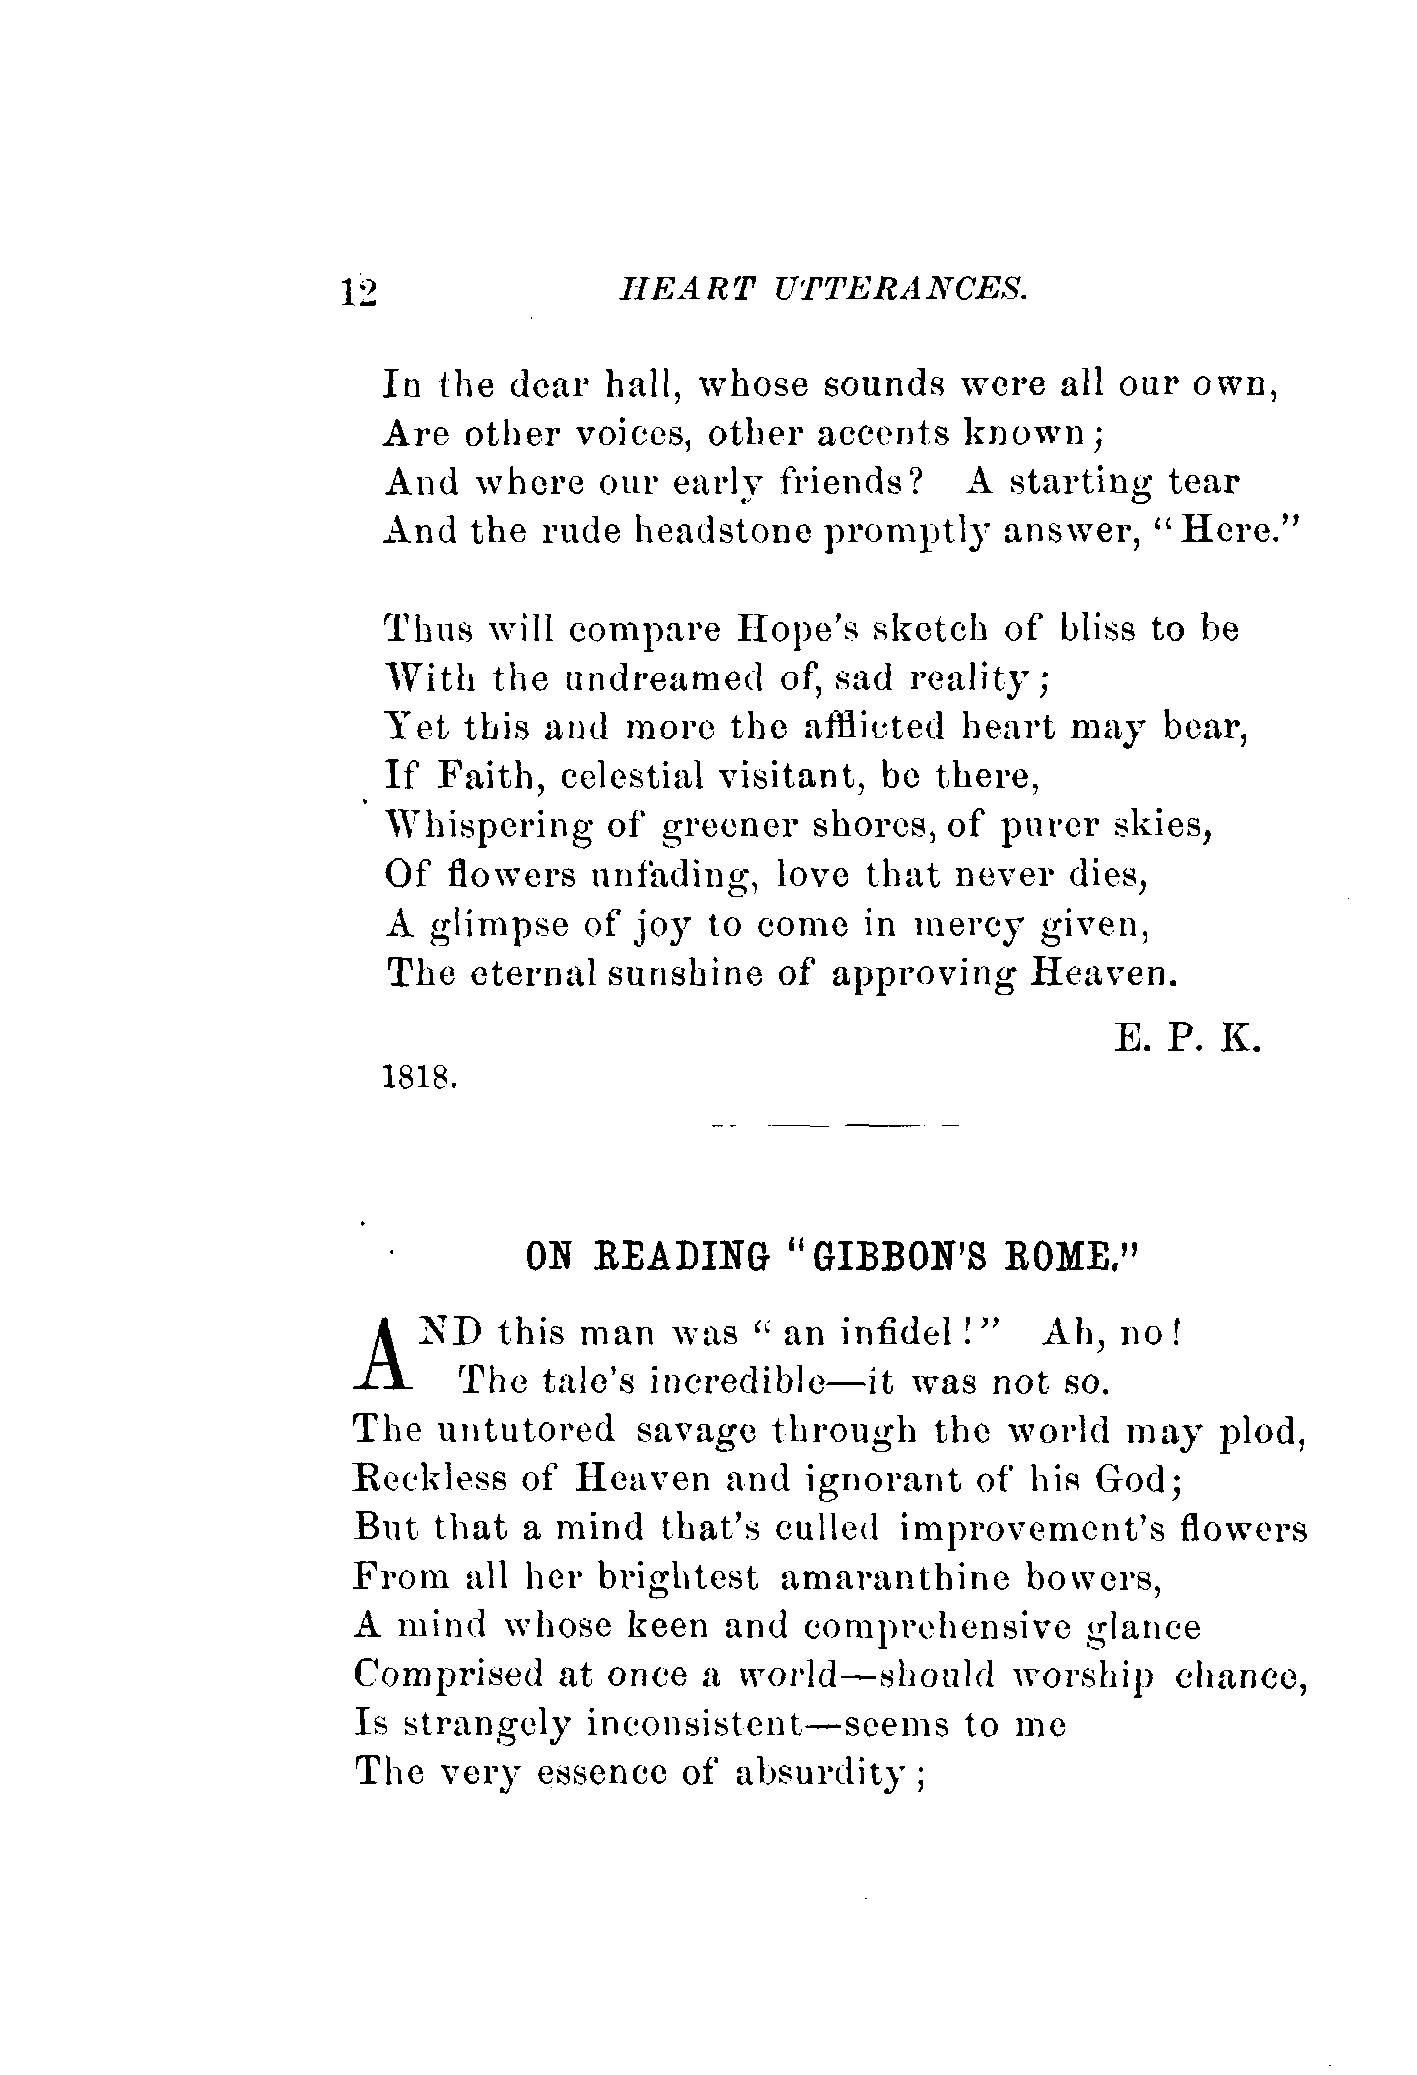 12 HEART UTTERANCES.
In the dear hall, whose sounds were all our own,
Are other voices, other accents known;
And where our early friends? A starting tear
And the rude headstone promptly answer, "Here."
Thus will compare Hope's sketch of bliss to be
With the undreamed of, sad reality;
Yet this and more the afflicted heart may bear,
If Faith, celestial visitant, be there,
Whispering of greener shores, of purer skies,
Of flowers unfading, love that never dies,
A glimpse of joy to come in mercy given,
The eternal sunshine of approving Heaven.
E. P. K.
1818.
ON READING "GIBBON'S ROME."
AND this man was "an infidel!" Ah, no!
The tale's incredible—it was not so.
The untutored savage through the world may plod,
Reckless of Heaven and ignorant of his God;
But that a mind that's culled improvement's flowers
From all her brightest amaranthine bowers,
A mind whose keen and comprehensive glance
Comprised at once a world—should worship chance,
Is strangely inconsistent—seems to me
The very essence of absurdity;